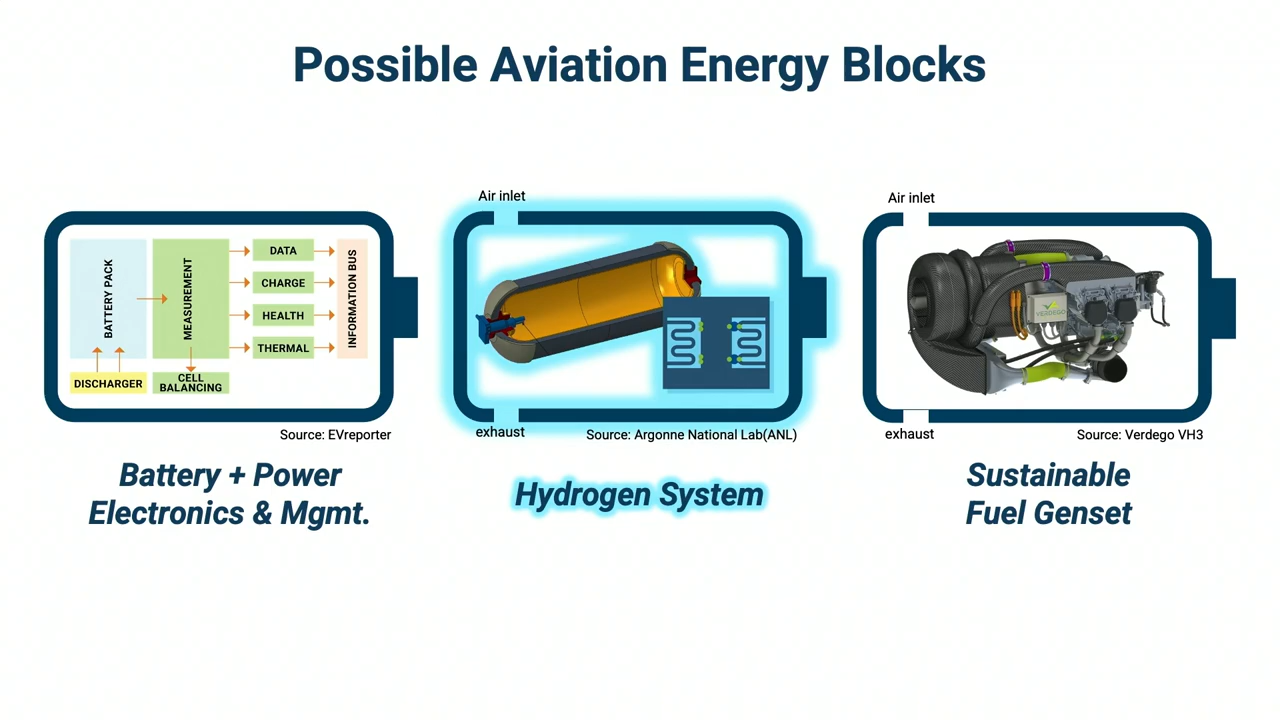 Possible Aviation Energy Blocks
BATTERY PACK
DISCHARGER
MEASUREMENT
CELL
BALANCING
DATA
CHARGE
HEALTH
THERMAL
INFORMATION BUS
Source: EVreporter
Battery + Power
Electronics & Mgmt.
Air inlet
exhaust
Source: Argonne National Lab(ANL)
Hydrogen System
Air inlet
VERDEGO
exhaust
Source: Verdego VH3
Sustainable
Fuel Genset